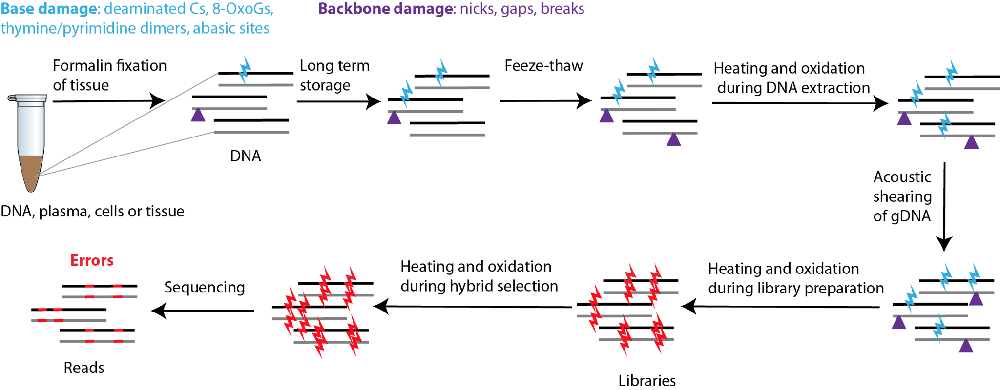 Base damage: deaminated Cs, 8-OxoGs,
thymine/pyrimidine dimers, abasic sites
Backbone damage: nicks, gaps, breaks
Formalin fixation
of tissue
Long term
storage
Feeze-thaw
Heating and oxidation
during DNA extraction
DNA
DNA, plasma, cells or tissue
Acoustic
shearing
of gDNA
Heating and oxidation
during library preparation
Libraries
Heating and oxidation
during hybrid selection
Sequencing
Errors
Reads